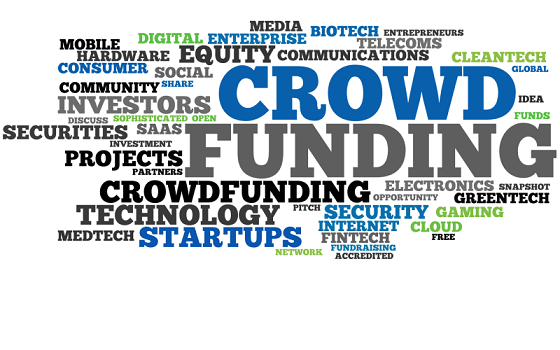 MEDIA
BIOTECH ENTREPRENEURS
MOBILE DIGITAL ENTERPRISE TELECOMS
HARDWARE EQUITY COMMUNICATIONS CLEANTECH
CONSUMER SOCIAL GLOBAL
COMMUNITY SHARE CROWD
INVESTORS IDEA
DISCUSS SOPHISTICATED OPEN FUNDS
SECURITIES SAAS FUNDING
INVESTMENT
PROJECTS
PARTNERS
CROWDFUNDING ELECTRONICS SNAPSHOT
OPPORTUNITY GREENTECH
TECHNOLOGY PITCH SECURITY GAMING
INTERNET CLOUD
MEDTECH STARTUPS FINTECH FREE
NETWORK FUNDRAISING
ACCREDITED